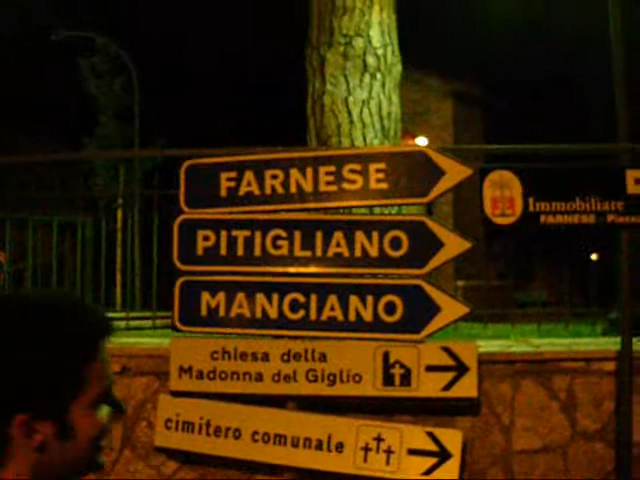 FARNESE
PITIGLIANO
MANCIANO
chiesa della
Madonna del Giglio
cimitero comunale
Immobiliare
FARNESE -